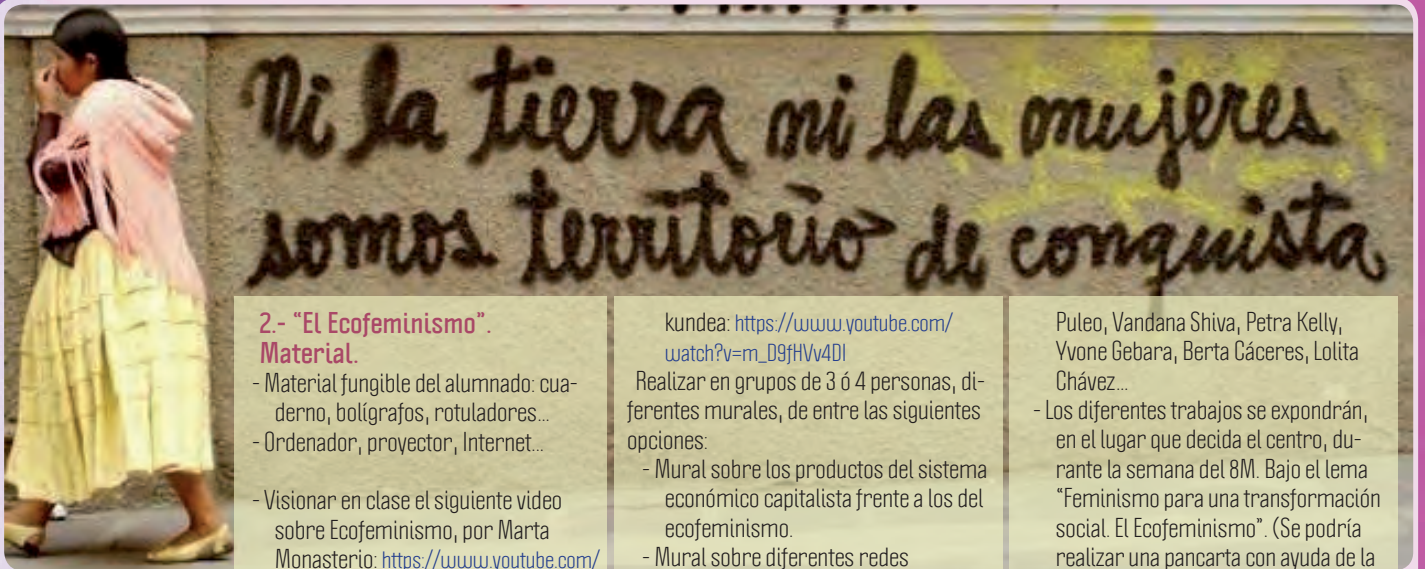 Ni la tierra ni las mujeres
somos territorio de conquista
2.- “El Ecofeminismo”.
Material.
- Material fungible del alumnado: cua-
derno, bolígrafos, rotuladores...
- Ordenador, proyector, Internet...
- Visionar en clase el siguiente video
sobre Ecofeminismo, por Marta
Monasterio: https://www.youtube.com/
kundea: https://www.youtube.com/
watch?v=m_D9fHVv4DI
Realizar en grupos de 3 ó 4 personas, di-
ferentes murales, de entre las siguientes
opciones:
- Mural sobre los productos del sistema
económico capitalista frente a los del
ecofeminismo.
- Mural sobre diferentes redes
Puleo, Vandana Shiva, Petra Kelly,
Yvone Gebara, Berta Cáceres, Lolita
Chávez...
- Los diferentes trabajos se expondrán,
en el lugar que decida el centro, du-
rante la semana del 8M. Bajo el lema
“Feminismo para una transformación
social. El Ecofeminismo”. (Se podría
realizar una pancarta con ayuda de la